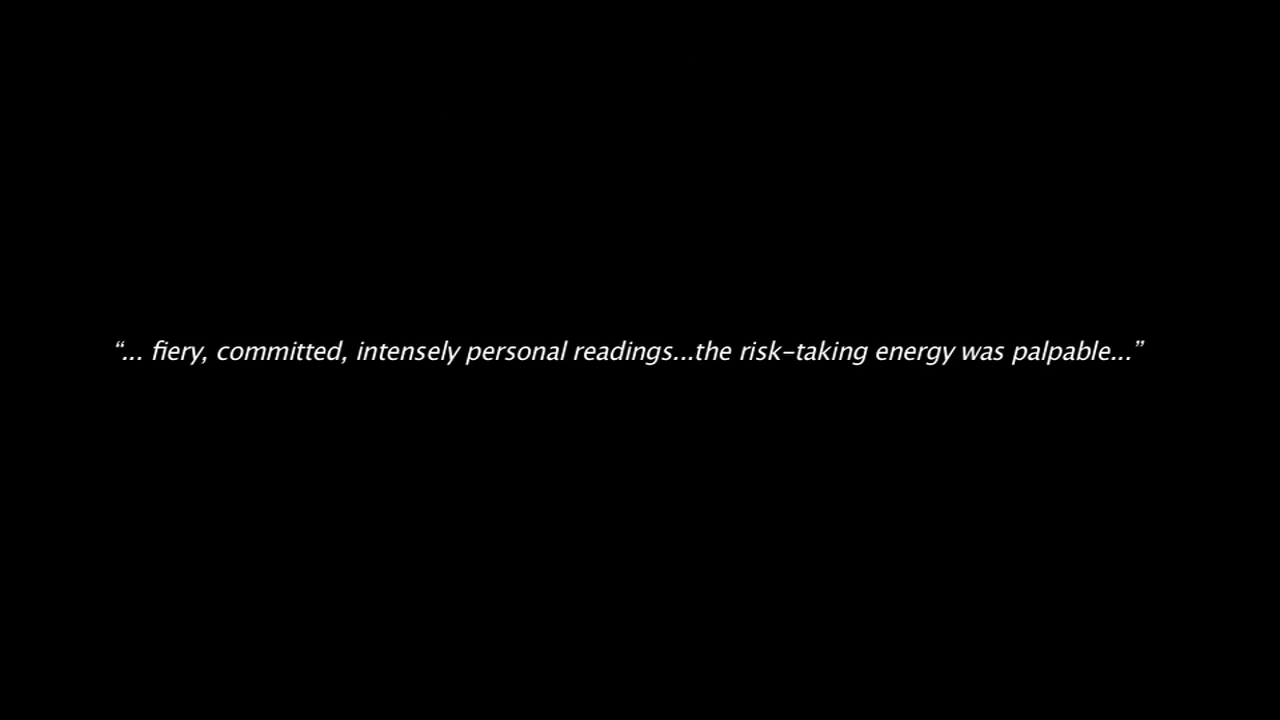 “... fiery, committed, intensely personal readings...the risk-taking energy was palpable...”